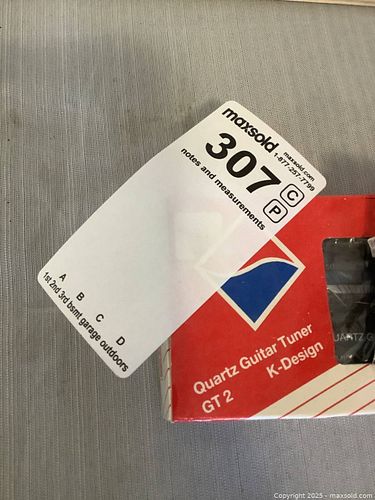 maxsold
maxsold.com
1-877-257-7799
307
C
P
notes and measurements
A B C D
1st 2nd 3rd bsmt garage outdoors
Quartz Guitar Tuner
GT 2 K-Design
UARTZ G
Copyright 2025 - maxsold.com